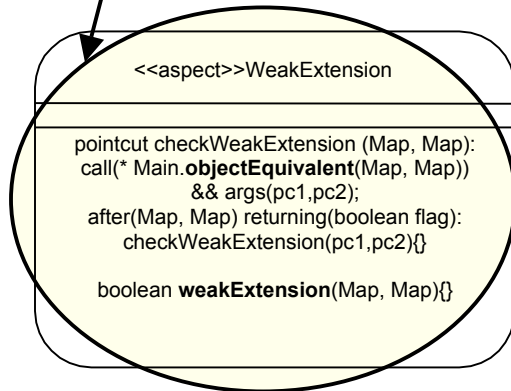 <<aspect>>WeakExtension
pointcut checkWeakExtension (Map, Map):
call(* Main.objectEquivalent(Map, Map))
&& args(pc1,pc2);
after(Map, Map) returning(boolean flag):
checkWeakExtension(pc1,pc2){}
boolean weakExtension(Map, Map){}